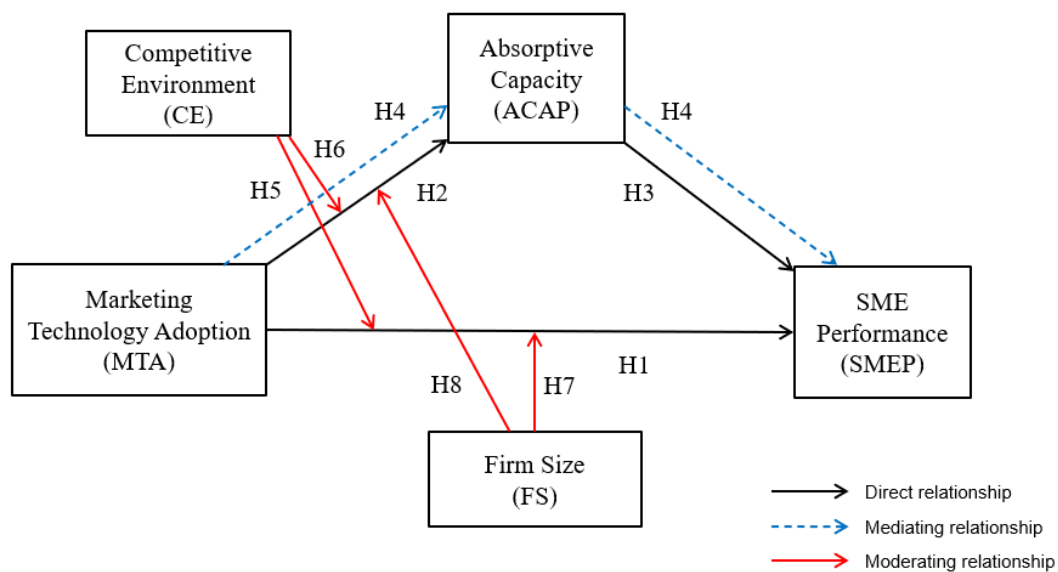 Competitive
Environment
(CE)
Absorptive
Capacity
(ACAP)
H4
H4
H6
H5
H2
H3
Marketing
Technology Adoption
(MTA)
SME
Performance
(SMEP)
H1
H8
H7
Firm Size
(FS)
Direct relationship
Mediating relationship
Moderating relationship